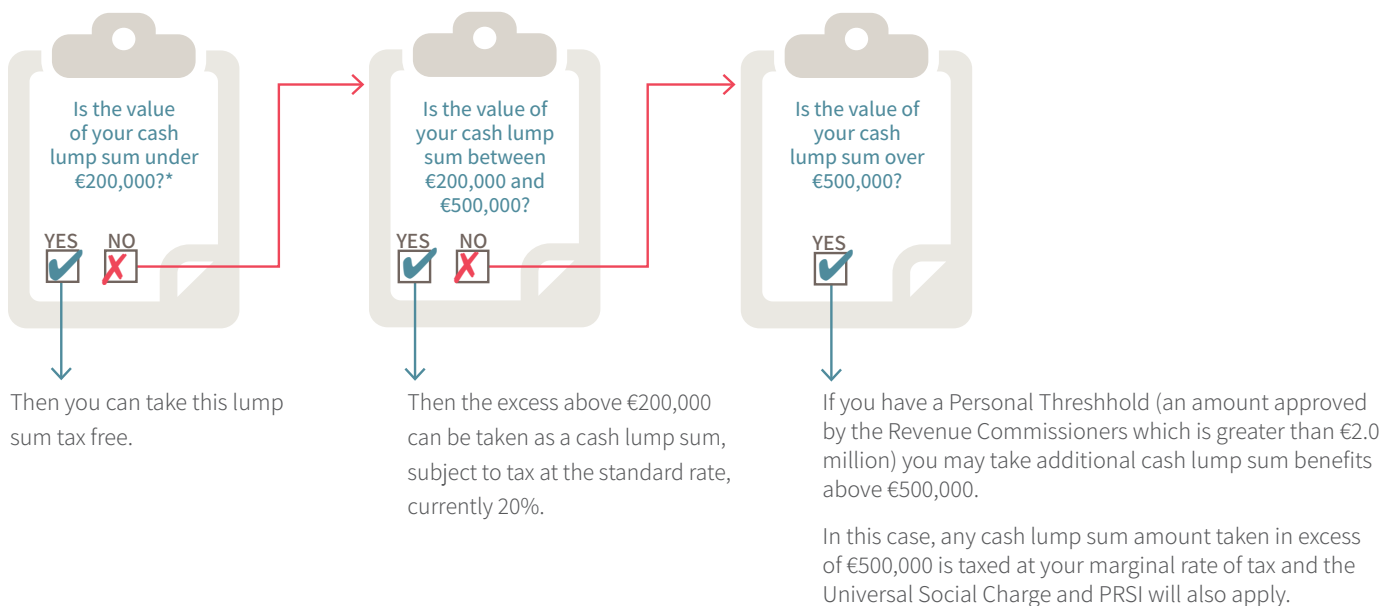 Is the value
of your cash
lump sum under
€200,000?*
YES NO
Then you can take this lump
sum tax free.
Is the value of
your cash lump
sum between
€200,000 and
€500,000?
YES NO
Then the excess above €200,000
can be taken as a cash lump sum,
subject to tax at the standard rate,
currently 20%.
Is the value of
your cash
lump sum over
€500,000?
YES
If you have a Personal Threshhold (an amount approved
by the Revenue Commissioners which is greater than €2.0
million) you may take additional cash lump sum benefits
above €500,000.
In this case, any cash lump sum amount taken in excess
of €500,000 is taxed at your marginal rate of tax and the
Universal Social Charge and PRSI will also apply.